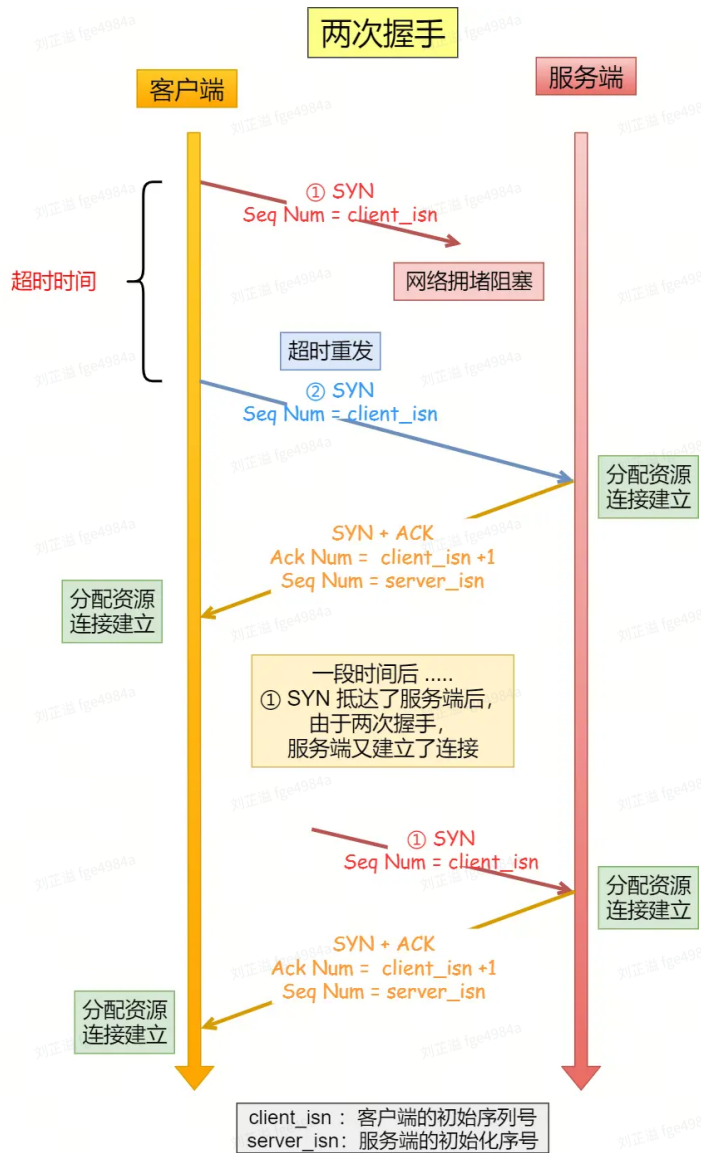 两次握手
客户端
服务端
① SYN
Seq Num = client_isn
网络拥堵阻塞
超时时间
超时重发
② SYN
Seq Num = client_isn
分配资源
连接建立
SYN + ACK
Ack Num = client_isn +1
Seq Num = server_isn
分配资源
连接建立
一段时间后 .....
① SYN 抵达了服务端后,
由于两次握手,
服务端又建立了连接
① SYN
Seq Num = client_isn
分配资源
连接建立
SYN + ACK
Ack Num = client_isn +1
Seq Num = server_isn
分配资源
连接建立
client_isn : 客户端的初始序列号
server_isn: 服务端的初始化序号
刘正溢 fge4984a